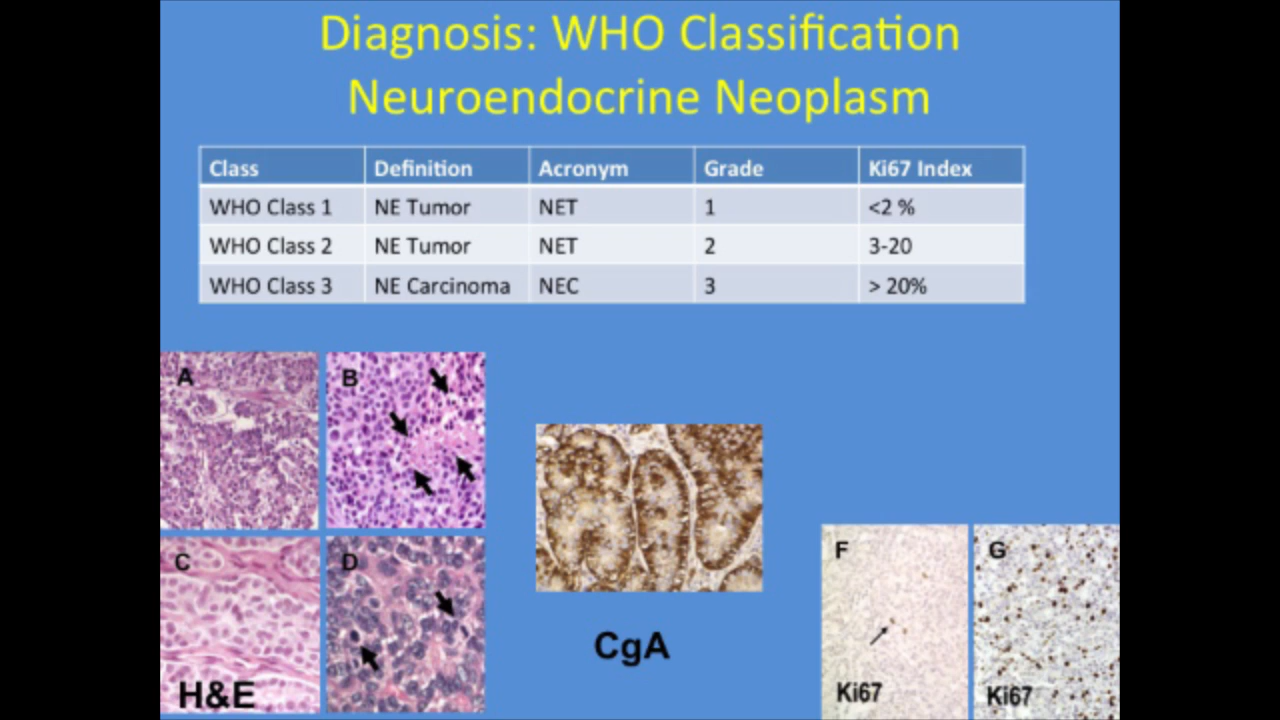 Diagnosis: WHO Classification
Neuroendocrine Neoplasm
Class Definition Acronym Grade Ki67 Index
WHO Class 1 NE Tumor NET 1 <2 %
WHO Class 2 NE Tumor NET 2 3-20
WHO Class 3 NE Carcinoma NEC 3 > 20%
A B
C D
H&E
CgA
F G
Ki67 Ki67